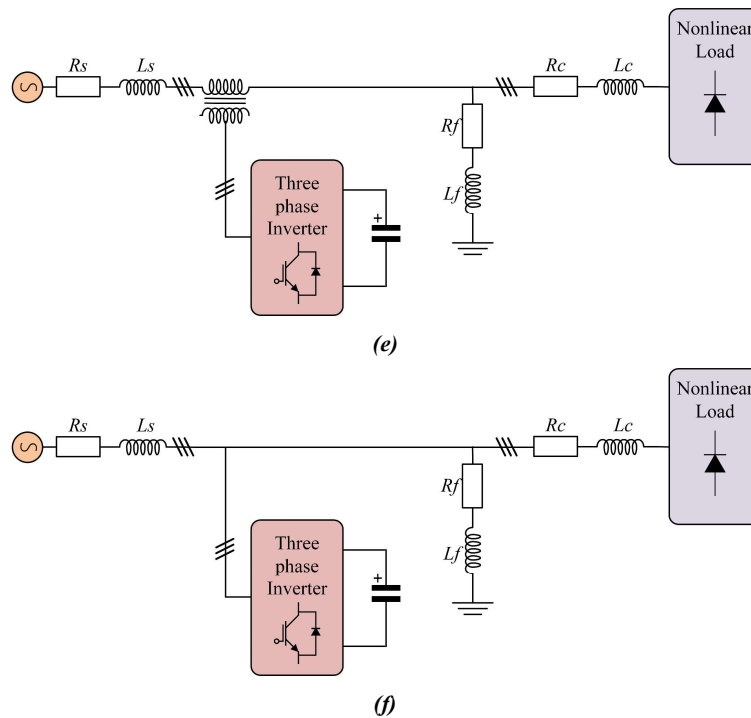 Rs
Ls
Rc
Lc
Nonlinear
Load
Rf
Lf
Three
phase
Inverter
+
(e)
Rs
Ls
Rc
Lc
Nonlinear
Load
Rf
Lf
Three
phase
Inverter
+
(f)